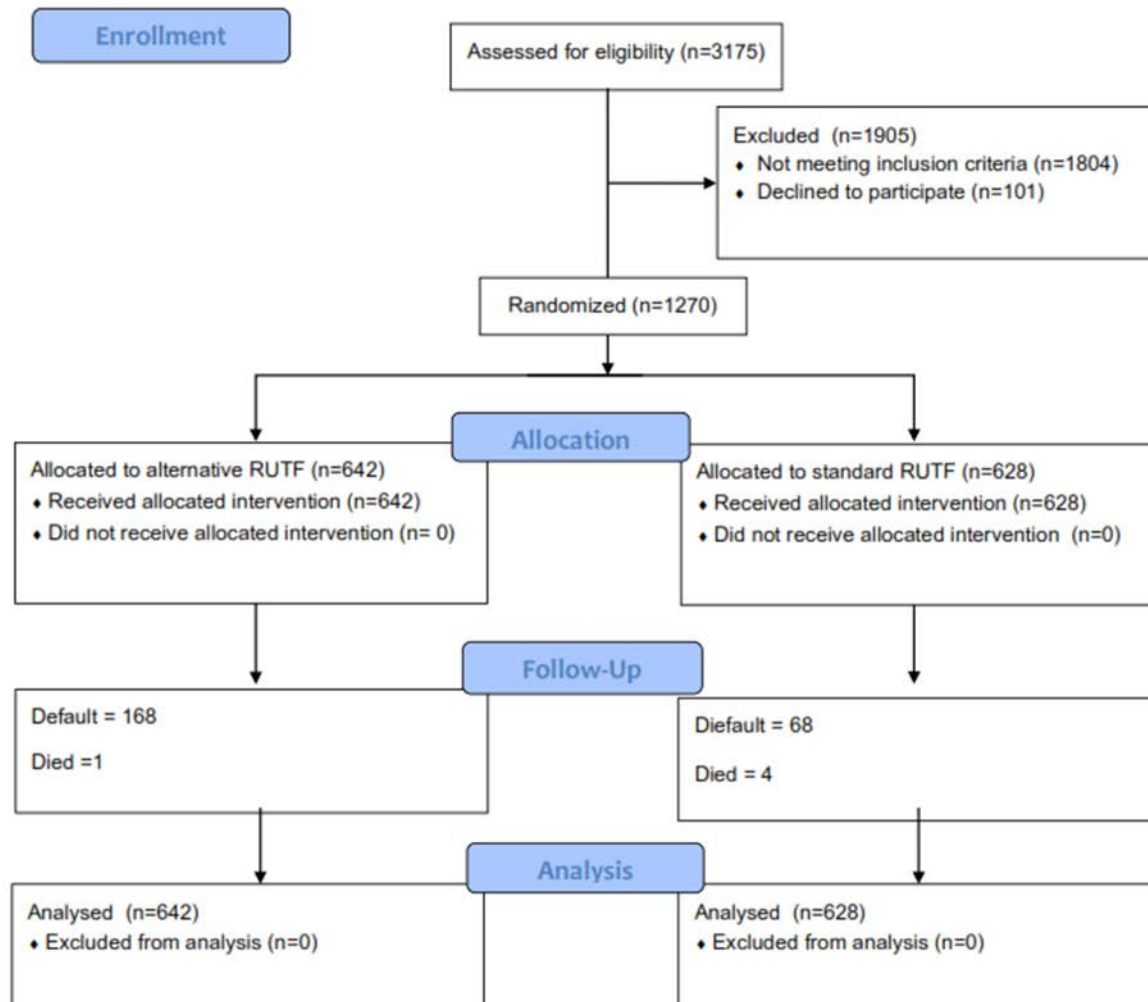 Enrollment
Assessed for eligibility (n=3175)
Excluded (n=1905)
♦ Not meeting inclusion criteria (n=1804)
♦ Declined to participate (n=101)
Randomized (n=1270)
Allocation
Allocated to alternative RUTF (n=642)
♦ Received allocated intervention (n=642)
♦ Did not receive allocated intervention (n= 0)
Allocated to standard RUTF (n=628)
♦ Received allocated intervention (n=628)
♦ Did not receive allocated intervention (n=0)
Follow-Up
Default = 168
Died =1
Diefault = 68
Died = 4
Analysis
Analysed (n=642)
♦ Excluded from analysis (n=0)
Analysed (n=628)
♦ Excluded from analysis (n=0)